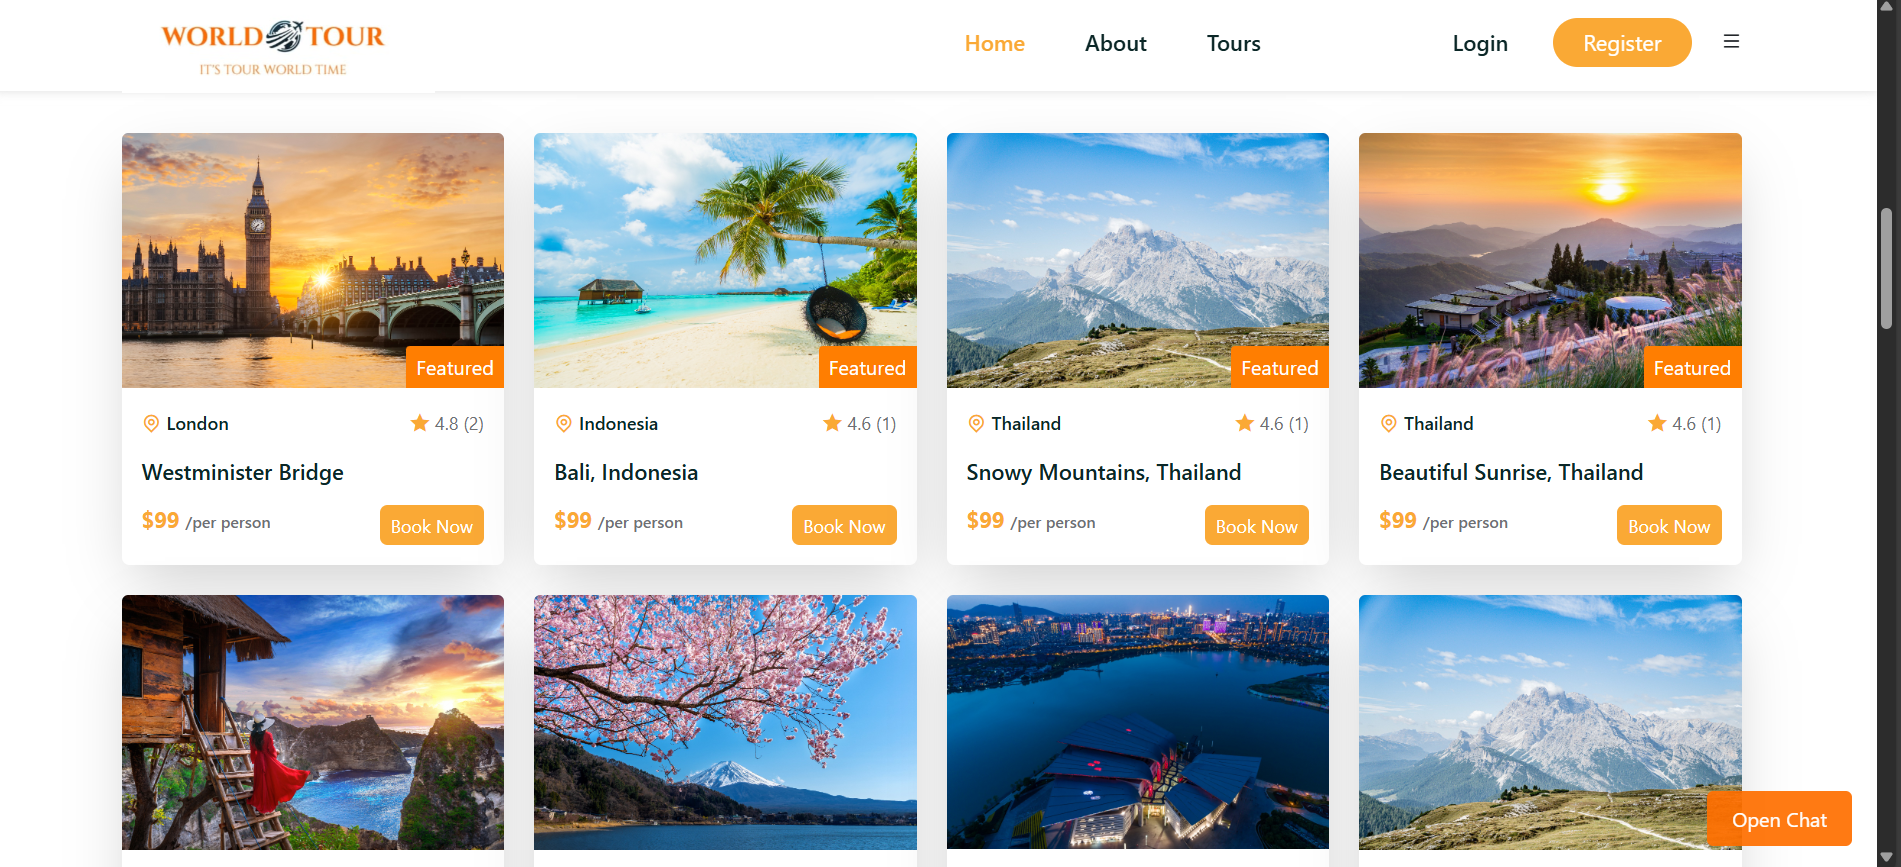 WORLD TOUR
IT'S TOUR WORLD TIME
Home
About
Tours
Login
Register
Featured
Featured
Featured
Featured
London
4.8 (2)
Indonesia
4.6 (1)
Thailand
4.6 (1)
Thailand
4.6 (1)
Westminister Bridge
Bali, Indonesia
Snowy Mountains, Thailand
Beautiful Sunrise, Thailand
$99 /per person
Book Now
$99 /per person
Book Now
$99 /per person
Book Now
$99 /per person
Book Now
Open Chat